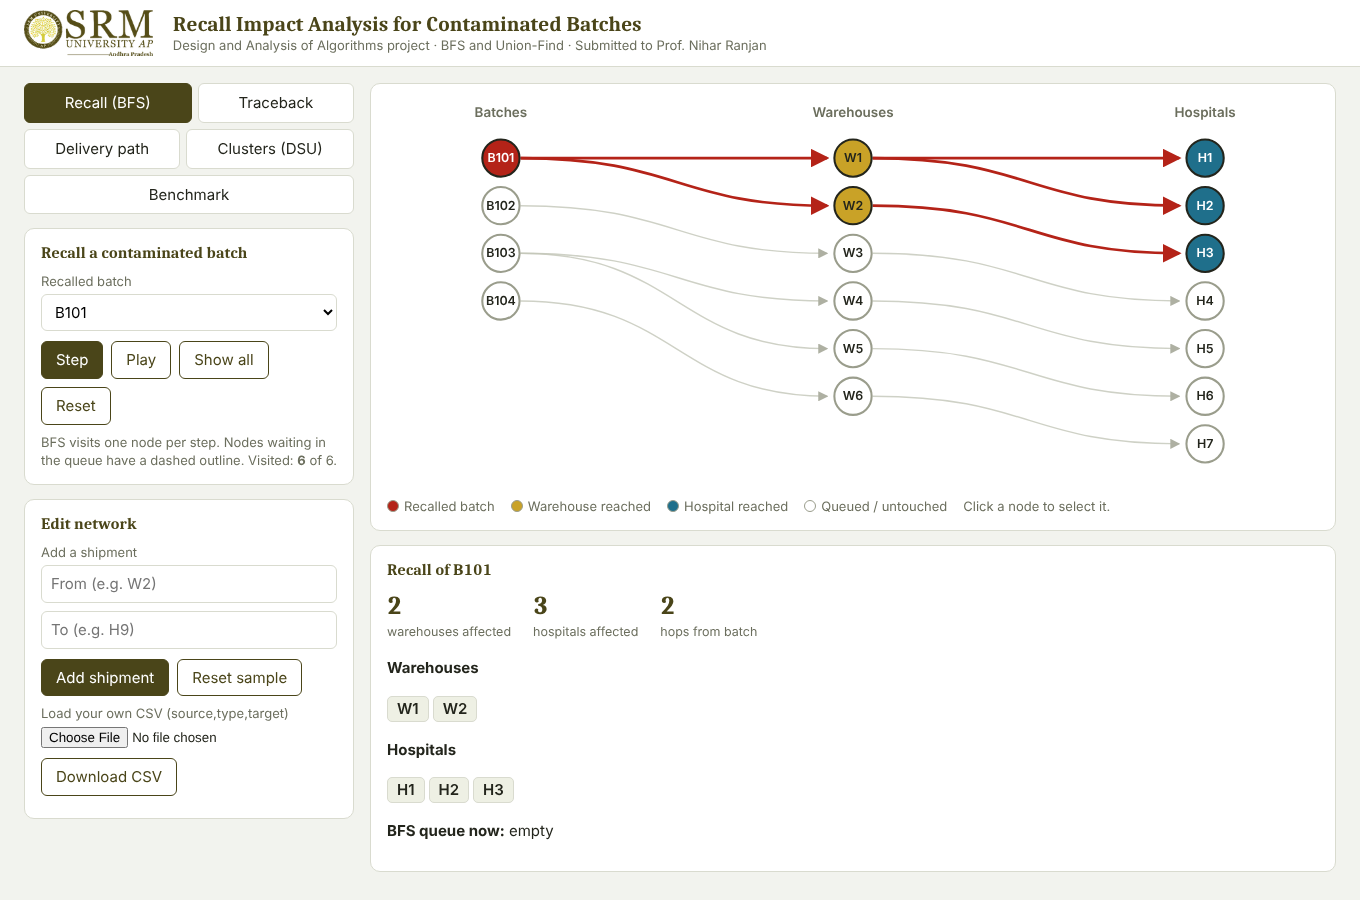 SRM
UNIVERSITY AP
Andhra Pradesh
Recall Impact Analysis for Contaminated Batches
Design and Analysis of Algorithms project · BFS and Union-Find · Submitted to Prof. Nihar Ranjan
Recall (BFS)
Traceback
Delivery path
Clusters (DSU)
Benchmark
Recall a contaminated batch
Recalled batch
B101
Step
Play
Show all
Reset
BFS visits one node per step. Nodes waiting in
the queue have a dashed outline. Visited: 6 of 6.
Edit network
Add a shipment
From (e.g. W2)
To (e.g. H9)
Add shipment
Reset sample
Load your own CSV (source,type,target)
Choose File No file chosen
Download CSV
Batches
Warehouses
Hospitals
B101
W1
H1
B102
W2
H2
B103
W3
H3
B104
W4
H4
W5
H5
W6
H6
H7
Recalled batch
Warehouse reached
Hospital reached
Queued / untouched
Click a node to select it.
Recall of B101
2
3
2
warehouses affected
hospitals affected
hops from batch
Warehouses
W1
W2
Hospitals
H1
H2
H3
BFS queue now: empty